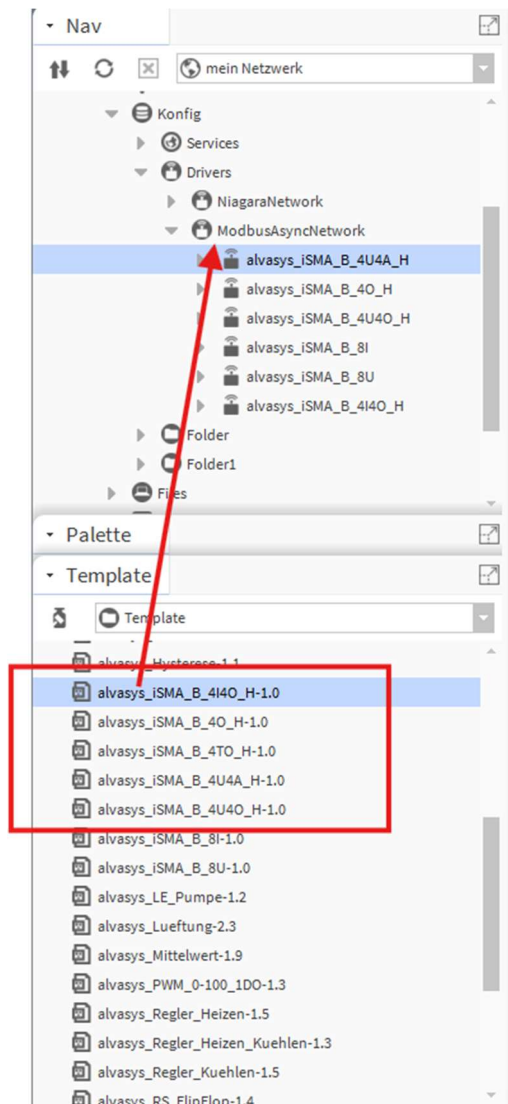 Nav
mein Netzwerk
Konfig
Services
Drivers
NiagaraNetwork
ModbusAsyncNetwork
alvasys_iSMA_B_4U4A_H
alvasys_iSMA_B_4O_H
alvasys_iSMA_B_4U4O_H
alvasys_iSMA_B_8I
alvasys_iSMA_B_8U
alvasys_iSMA_B_4I4O_H
Folder
Folder1
Files
Palette
Template
Template
alvasys_Hysterese-1.1
alvasys_iSMA_B_4I4O_H-1.0
alvasys_iSMA_B_4O_H-1.0
alvasys_iSMA_B_4TO_H-1.0
alvasys_iSMA_B_4U4A_H-1.0
alvasys_iSMA_B_4U4O_H-1.0
alvasys_iSMA_B_8I-1.0
alvasys_iSMA_B_8U-1.0
alvasys_LE_Pumpe-1.2
alvasys_Lueftung-2.3
alvasys_Mittelwert-1.9
alvasys_PWM_0-100_1DO-1.3
alvasys_Regler_Heizen-1.5
alvasys_Regler_Heizen_Kuehlen-1.3
alvasys_Regler_Kuehlen-1.5
alvasys_RS_FlipFlop-1.4